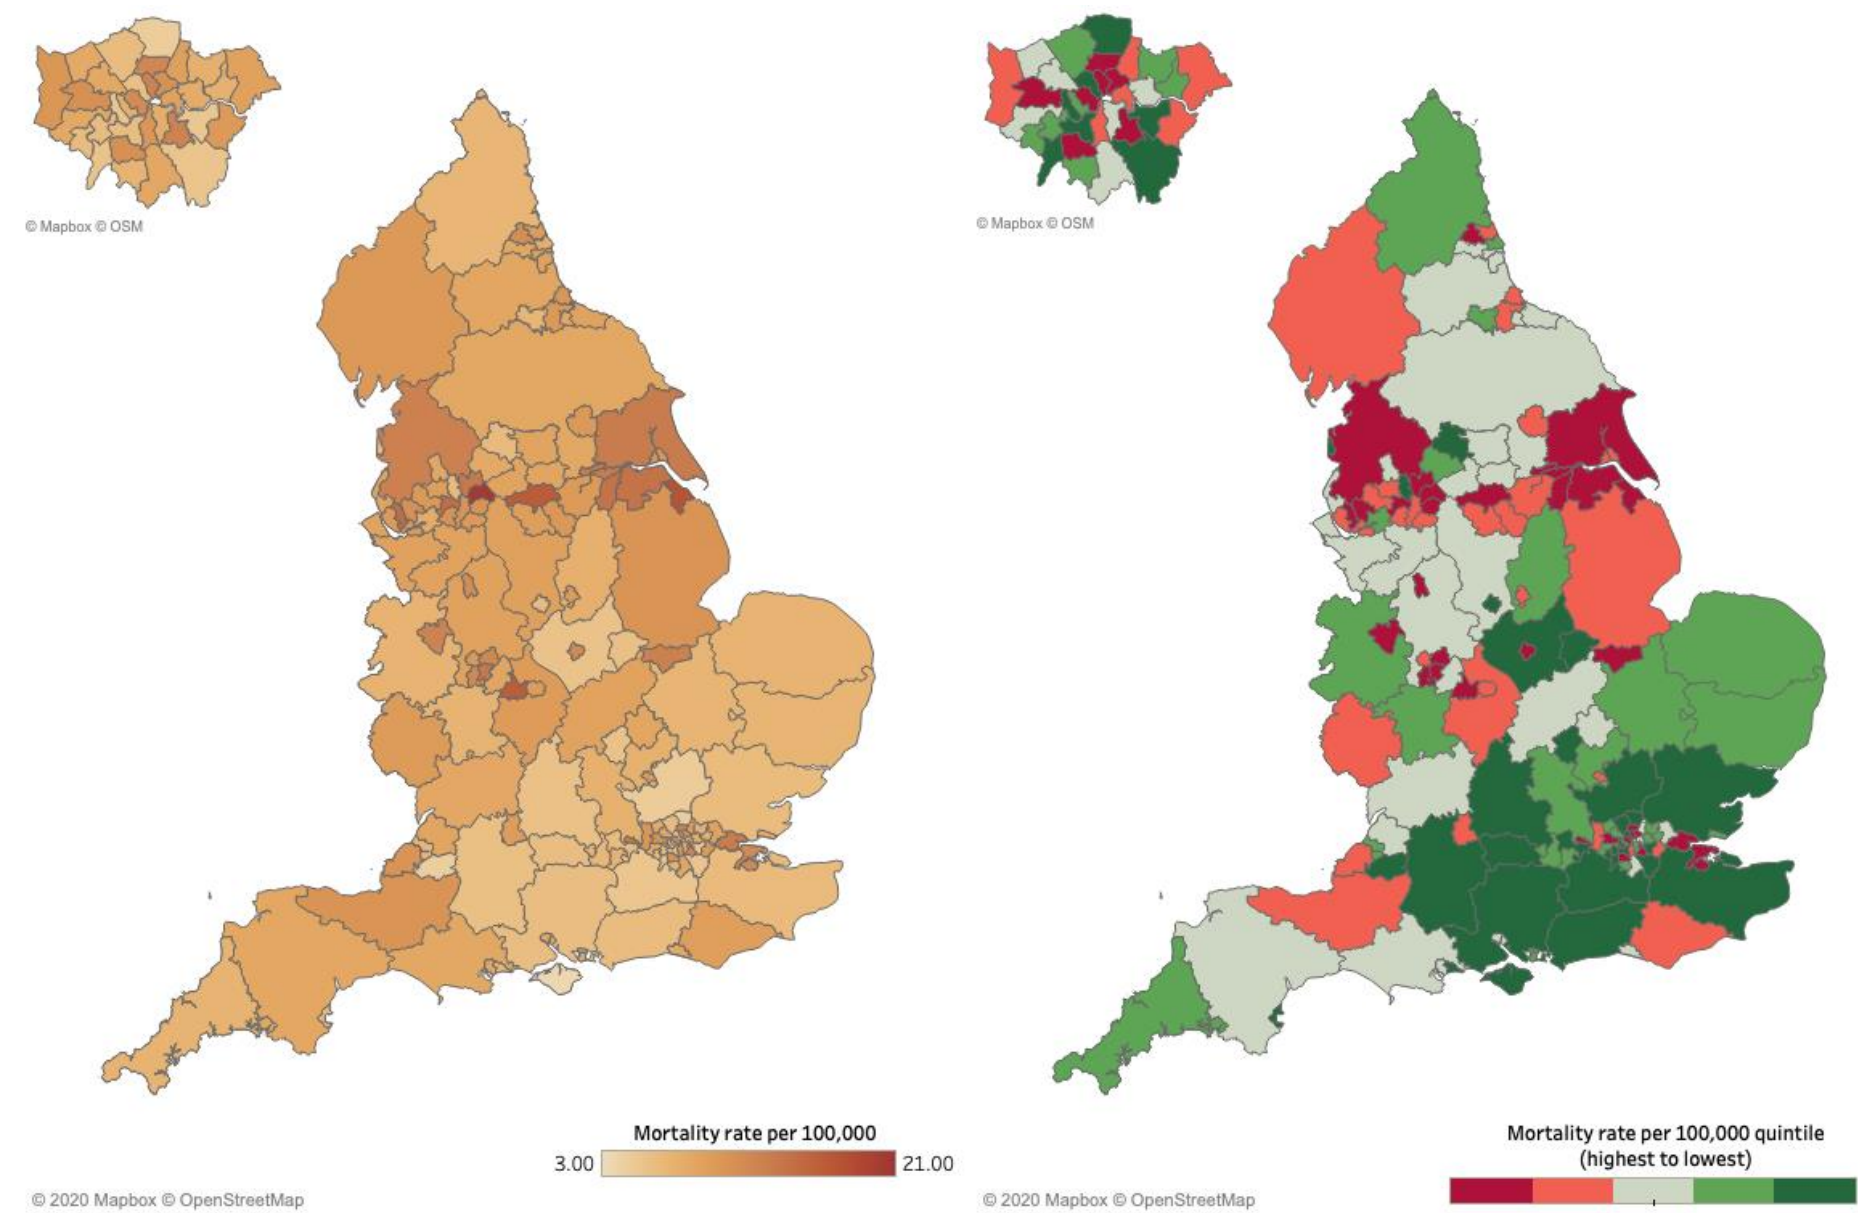 © Mapbox © OSM
© Mapbox © OSM
Mortality rate per 100,000
3.00 21.00
© 2020 Mapbox © OpenStreetMap
Mortality rate per 100,000 quintile
(highest to lowest)
© 2020 Mapbox © OpenStreetMap